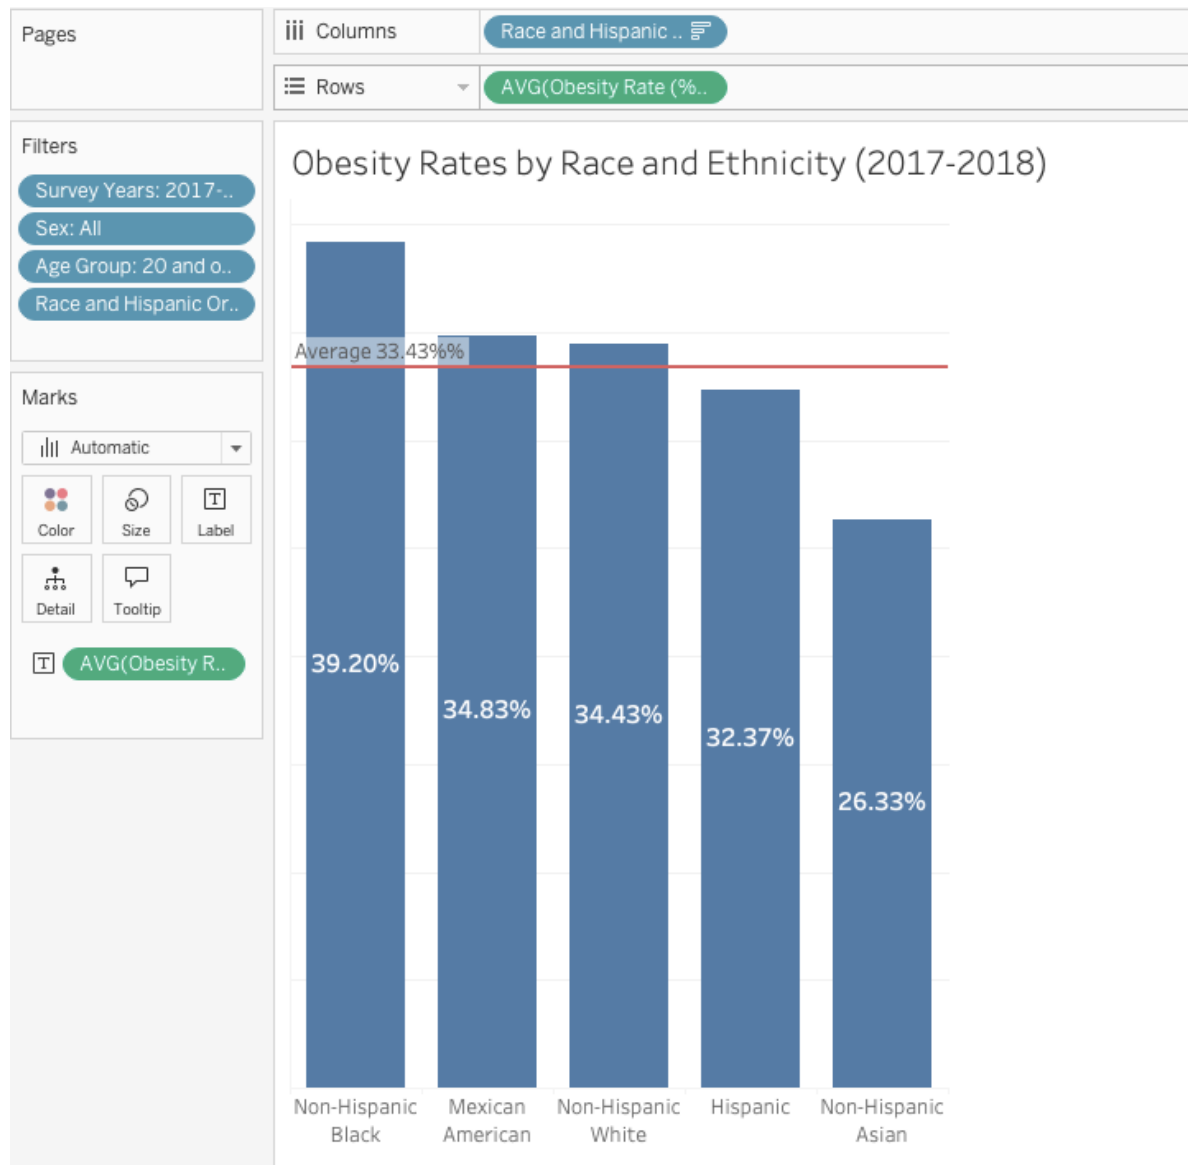 Pages
Columns
Race and Hispanic ..
Rows
AVG(Obesity Rate (%..
Filters
Survey Years: 2017-..
Sex: All
Age Group: 20 and o..
Race and Hispanic Or..
Marks
Automatic
Color
Size
T
Label
Detail
Tooltip
T
AVG(Obesity R..
Obesity Rates by Race and Ethnicity (2017-2018)
Average 33.43%%
39.20%
34.83%
34.43%
32.37%
26.33%
Non-Hispanic
Black
Mexican
American
Non-Hispanic
White
Hispanic
Non-Hispanic
Asian